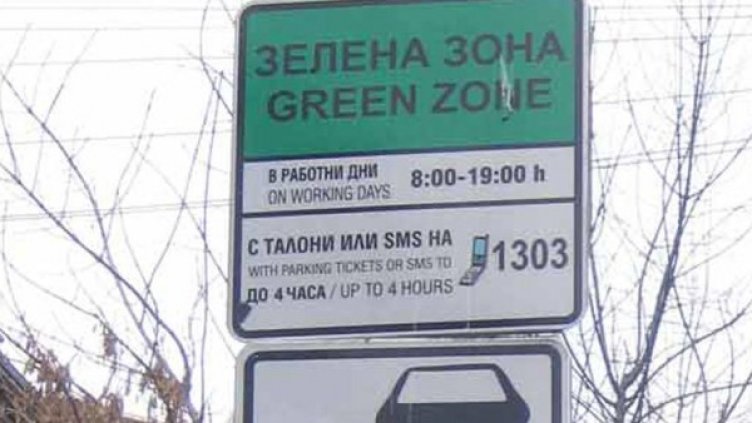 ЗЕЛЕНА ЗОНА
GREEN ZONE
В РАБОТНИ ДНИ
ON WORKING DAYS
8:00-19:00 h
С ТАЛОНИ ИЛИ SMS НА
WITH PARKING TICKETS OR SMS TO
1303
ДО 4 ЧАСА / UP TO 4 HOURS